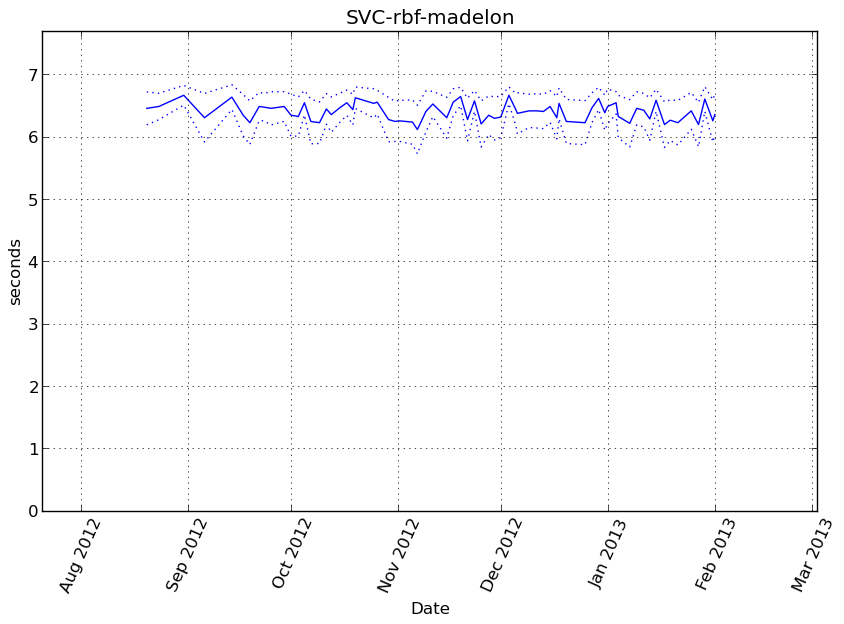 SVC-rbf-madelon
7
6
5
4
3
2
1
0
seconds
Aug 2012
Sep 2012
Oct 2012
Nov 2012
Dec 2012
Jan 2013
Feb 2013
Mar 2013
Date